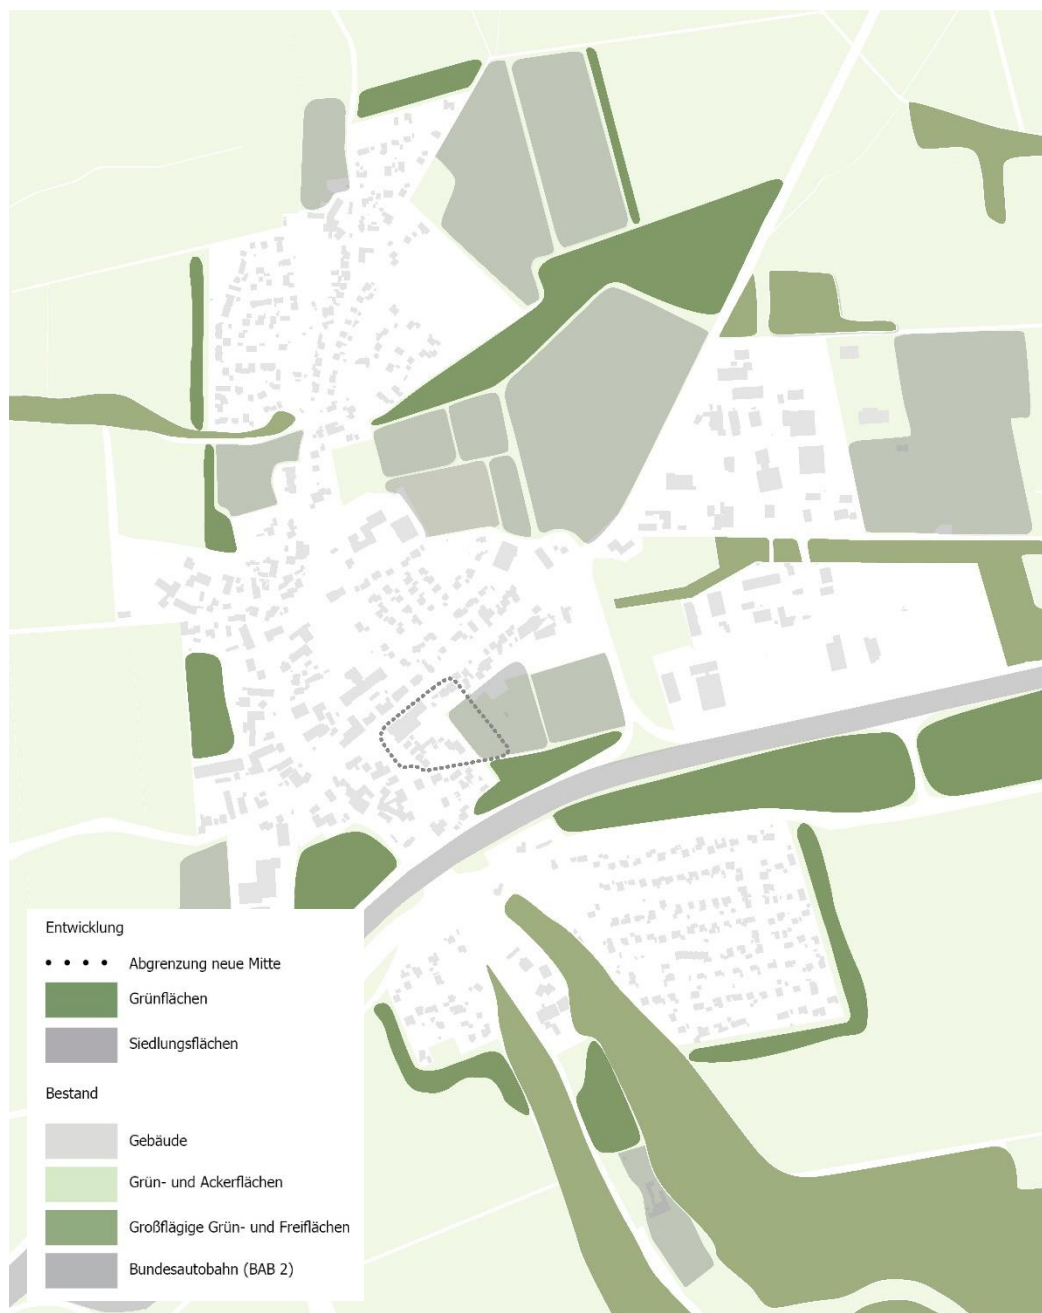 Entwicklung
Abgrenzung neue Mitte
Grünflächen
Siedlungsflächen
Bestand
Gebäude
Grün- und Ackerflächen
Großflägige Grün- und Freiflächen
Bundesautobahn (BAB 2)